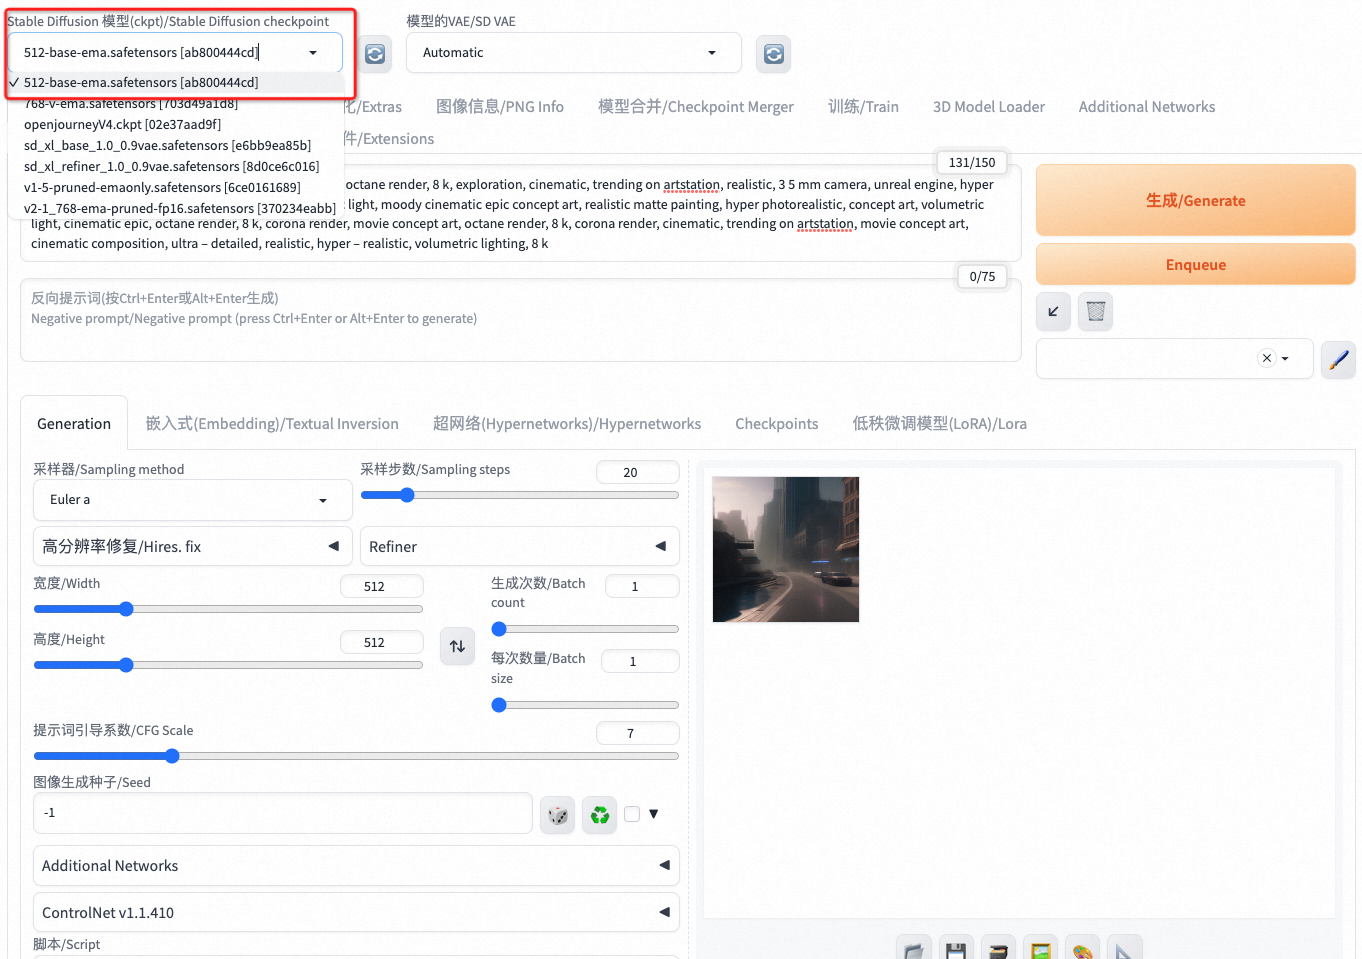 Stable Diffusion 模型(ckpt)/Stable Diffusion checkpoint
模型的VAE/SD VAE
512-base-ema.safetensors [ab800444cd]
Automatic
✓ 512-base-ema.safetensors [ab800444cd]
768-v-ema.safetensors [703d49a1d8]
openjourneyV4.ckpt [02e37aad9f]
sd_xl_base_1.0_0.9vae.safetensors [e6bb9ea85b]
sd_xl_refiner_1.0_0.9vae.safetensors [8d0ce6c016]
v1-5-pruned-emaonly.safetensors [6ce0161689]
v2-1_768-ema-pruned-fp16.safetensors [370234eabb]
化/Extras
图像信息/PNG Info
模型合并/Checkpoint Merger
训练/Train
3D Model Loader
Additional Networks
件/Extensions
131/150
octane render, 8 k, exploration, cinematic, trending on artstation, realistic, 3 5 mm camera, unreal engine, hyper
light, moody cinematic epic concept art, realistic matte painting, hyper photorealistic, concept art, volumetric
light, cinematic epic, octane render, 8 k, corona render, movie concept art, octane render, 8 k, corona render, cinematic, trending on artstation, movie concept art,
cinematic composition, ultra – detailed, realistic, hyper – realistic, volumetric lighting, 8 k
生成/Generate
Enqueue
0/75
反向提示词(按Ctrl+Enter或Alt+Enter生成)
Negative prompt/Negative prompt (press Ctrl+Enter or Alt+Enter to generate)
Generation
嵌入式(Embedding)/Textual Inversion
超网络(Hypernetworks)/Hypernetworks
Checkpoints
低秩微调模型(LoRA)/Lora
采样器/Sampling method
Euler a
采样步数/Sampling steps
20
高分辨率修复/Hires. fix
Refiner
宽度/Width
512
高度/Height
512
生成次数/Batch
count
1
每次数量/Batch
size
1
提示词引导系数/CFG Scale
7
图像生成种子/Seed
-1
Additional Networks
ControlNet v1.1.410
脚本/Script